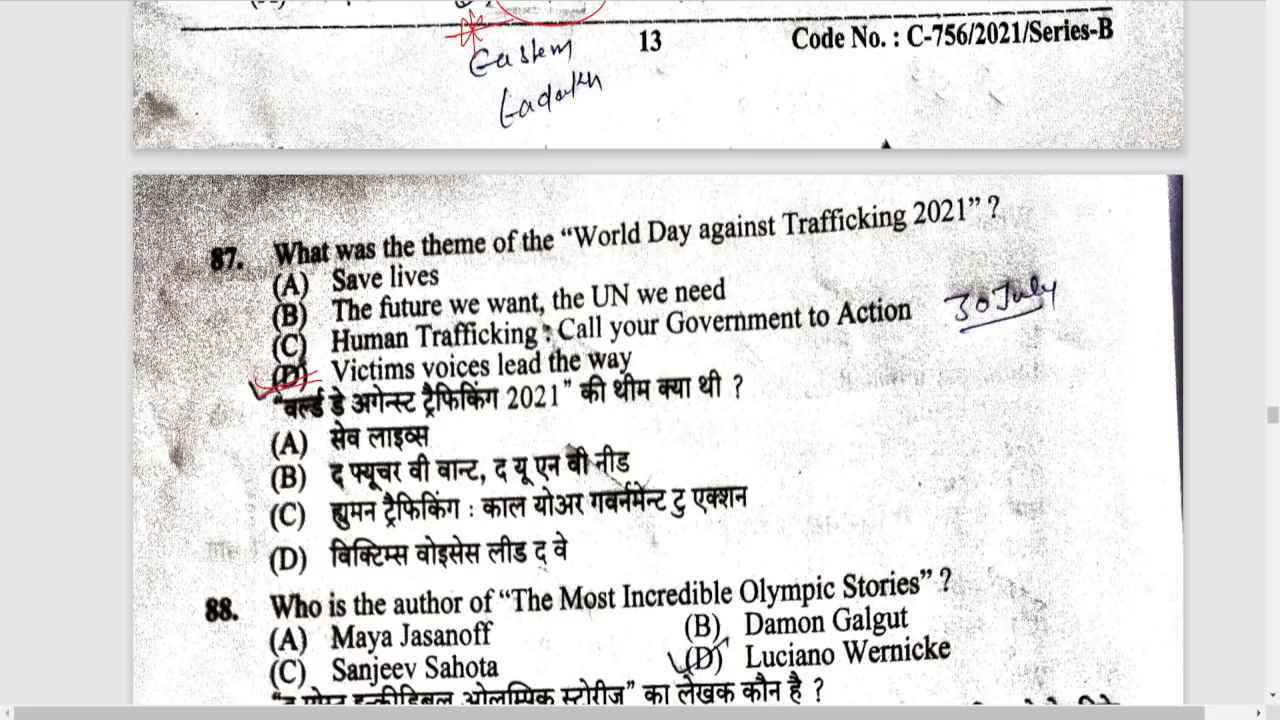 13
Code No. : C-756/2021/Series-B
Eastern
Ladakh
87. What was the theme of the “World Day against Trafficking 2021” ?
(A) Save lives
(B) The future we want, the UN we need
(C) Human Trafficking : Call your Government to Action
30 July
(D) Victims voices lead the way
“वर्ल्ड डे अगेन्स्ट ट्रैफिकिंग 2021” की थीम क्या थी ?
(A) सेव लाइव्स
(B) द फ्यूचर वी वान्ट, द यू एन वी नीड
(C) ह्युमन ट्रैफिकिंग : काल योअर गवर्नमेन्ट टु एक्शन
(D) विक्टिम्स वोइसेस लीड द वे
88. Who is the author of “The Most Incredible Olympic Stories” ?
(A) Maya Jasanoff (B) Damon Galgut
(C) Sanjeev Sahota (D) Luciano Wernicke
ओलम्पिक स्टोरीज” का लेखक कौन है ?